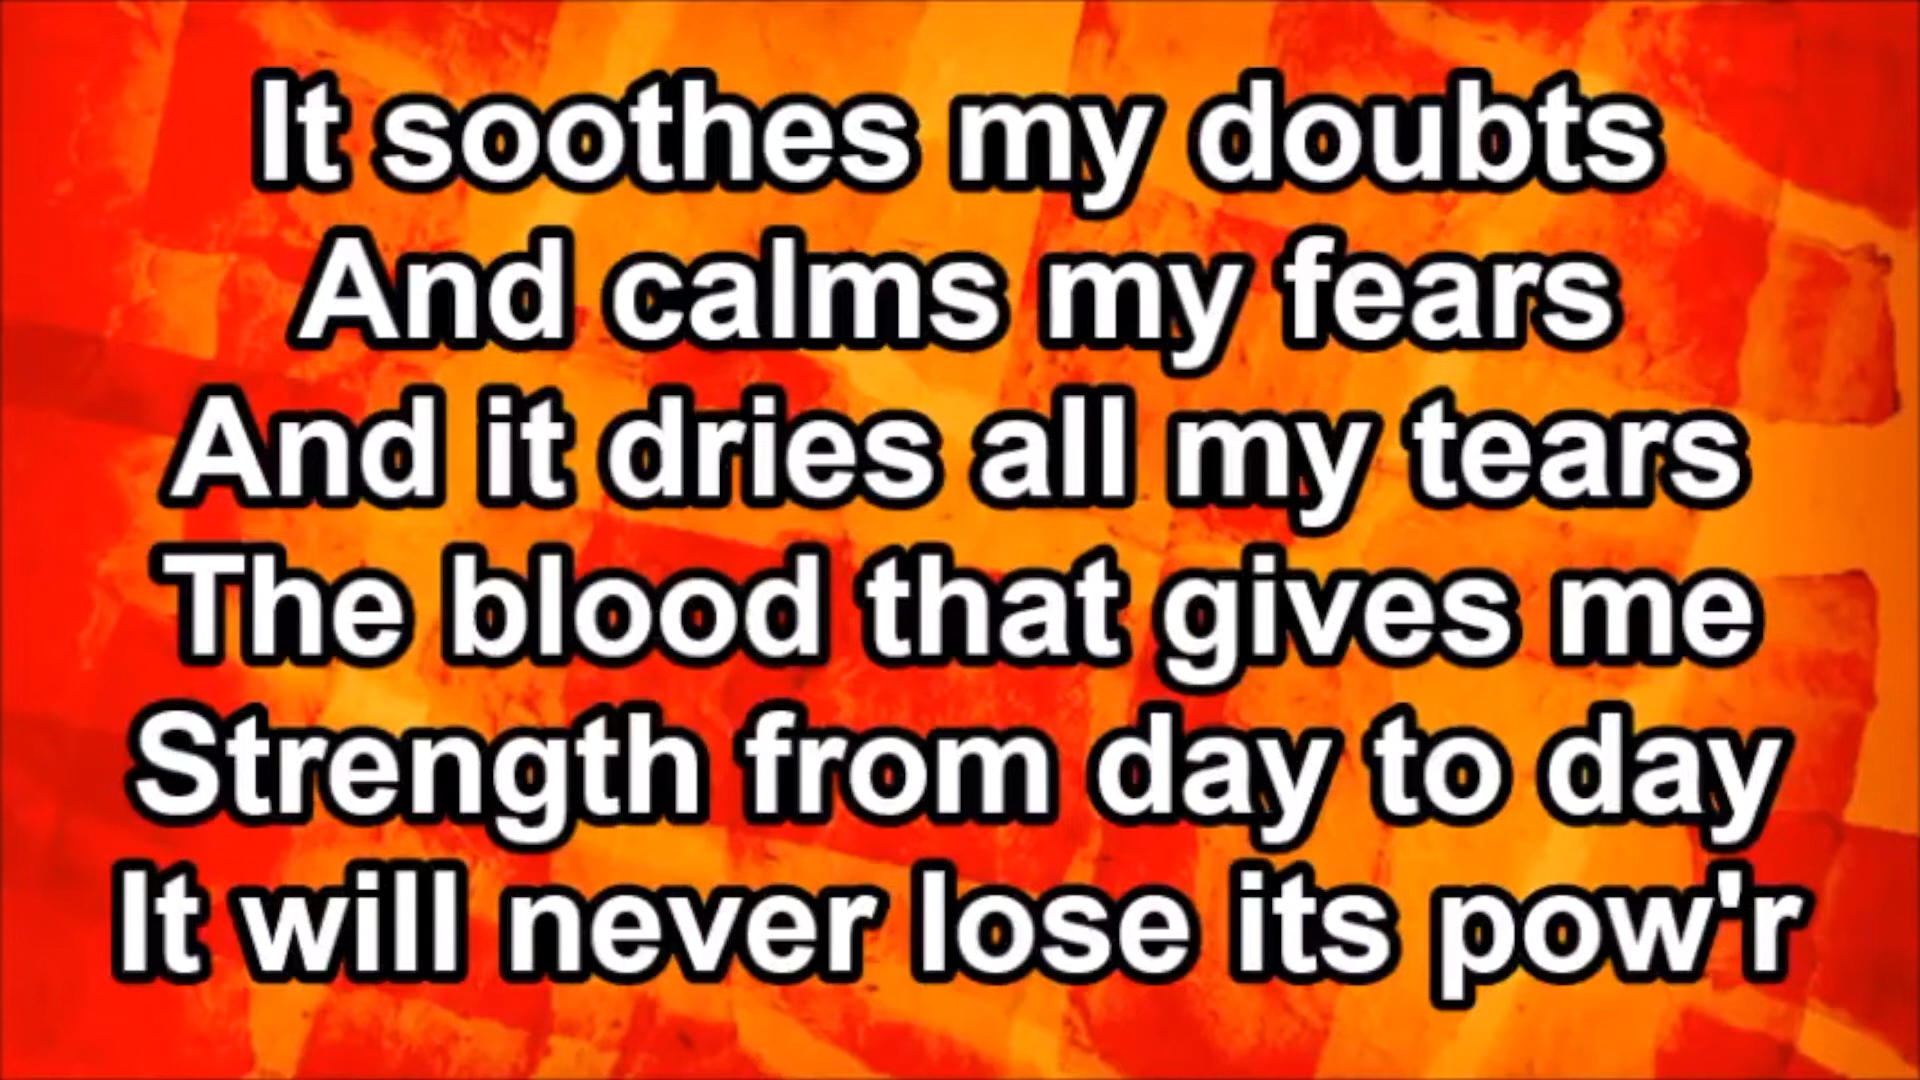 It soothes my doubts
And calms my fears
And it dries all my tears
The blood that gives me
Strength from day to day
It will never lose its pow'r